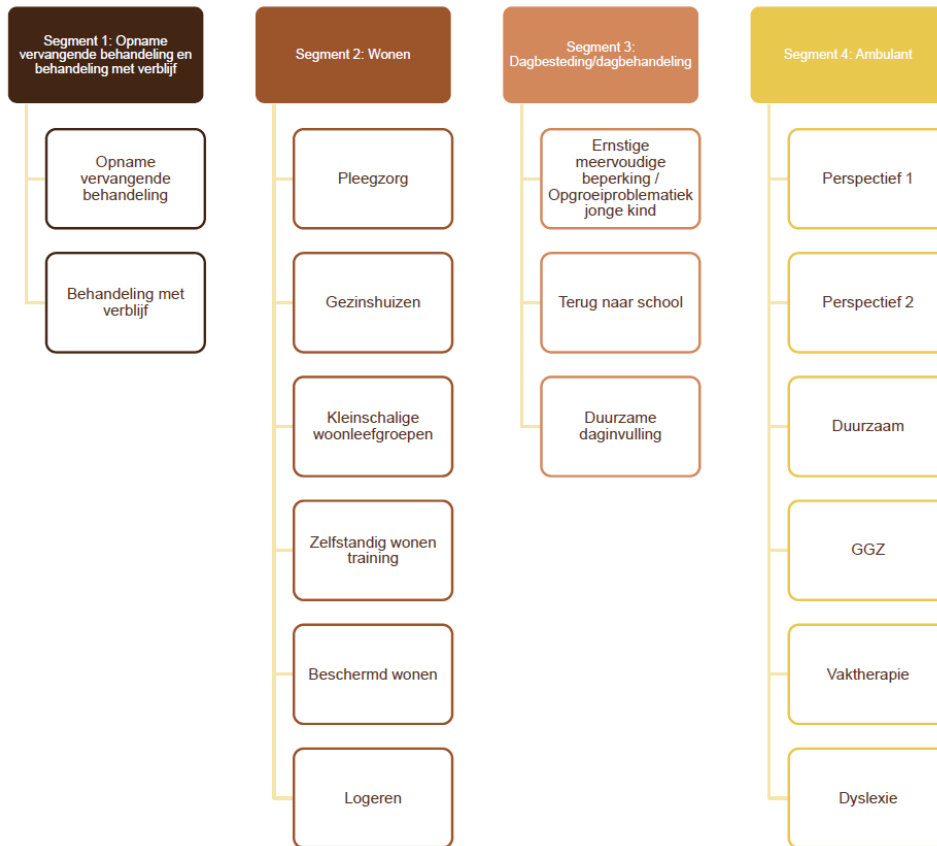 Segment 1: Opname
vervangende behandeling en
behandeling met verblijf
Opname
vervangende
behandeling
Behandeling met
verblijf
Segment 2: Wonen
Pleegzorg
Gezinshuizen
Kleinschalige
woonleefgroepen
Zelfstandig wonen
training
Beschermd wonen
Logeren
Segment 3:
Dagbesteding/dagbehandeling
Ernstige
meervoudige
beperking /
Opgroeiproblematiek
jonge kind
Terug naar school
Duurzame
daginvulling
Segment 4: Ambulant
Perspectief 1
Perspectief 2
Duurzaam
GGZ
Vaktherapie
Dyslexie